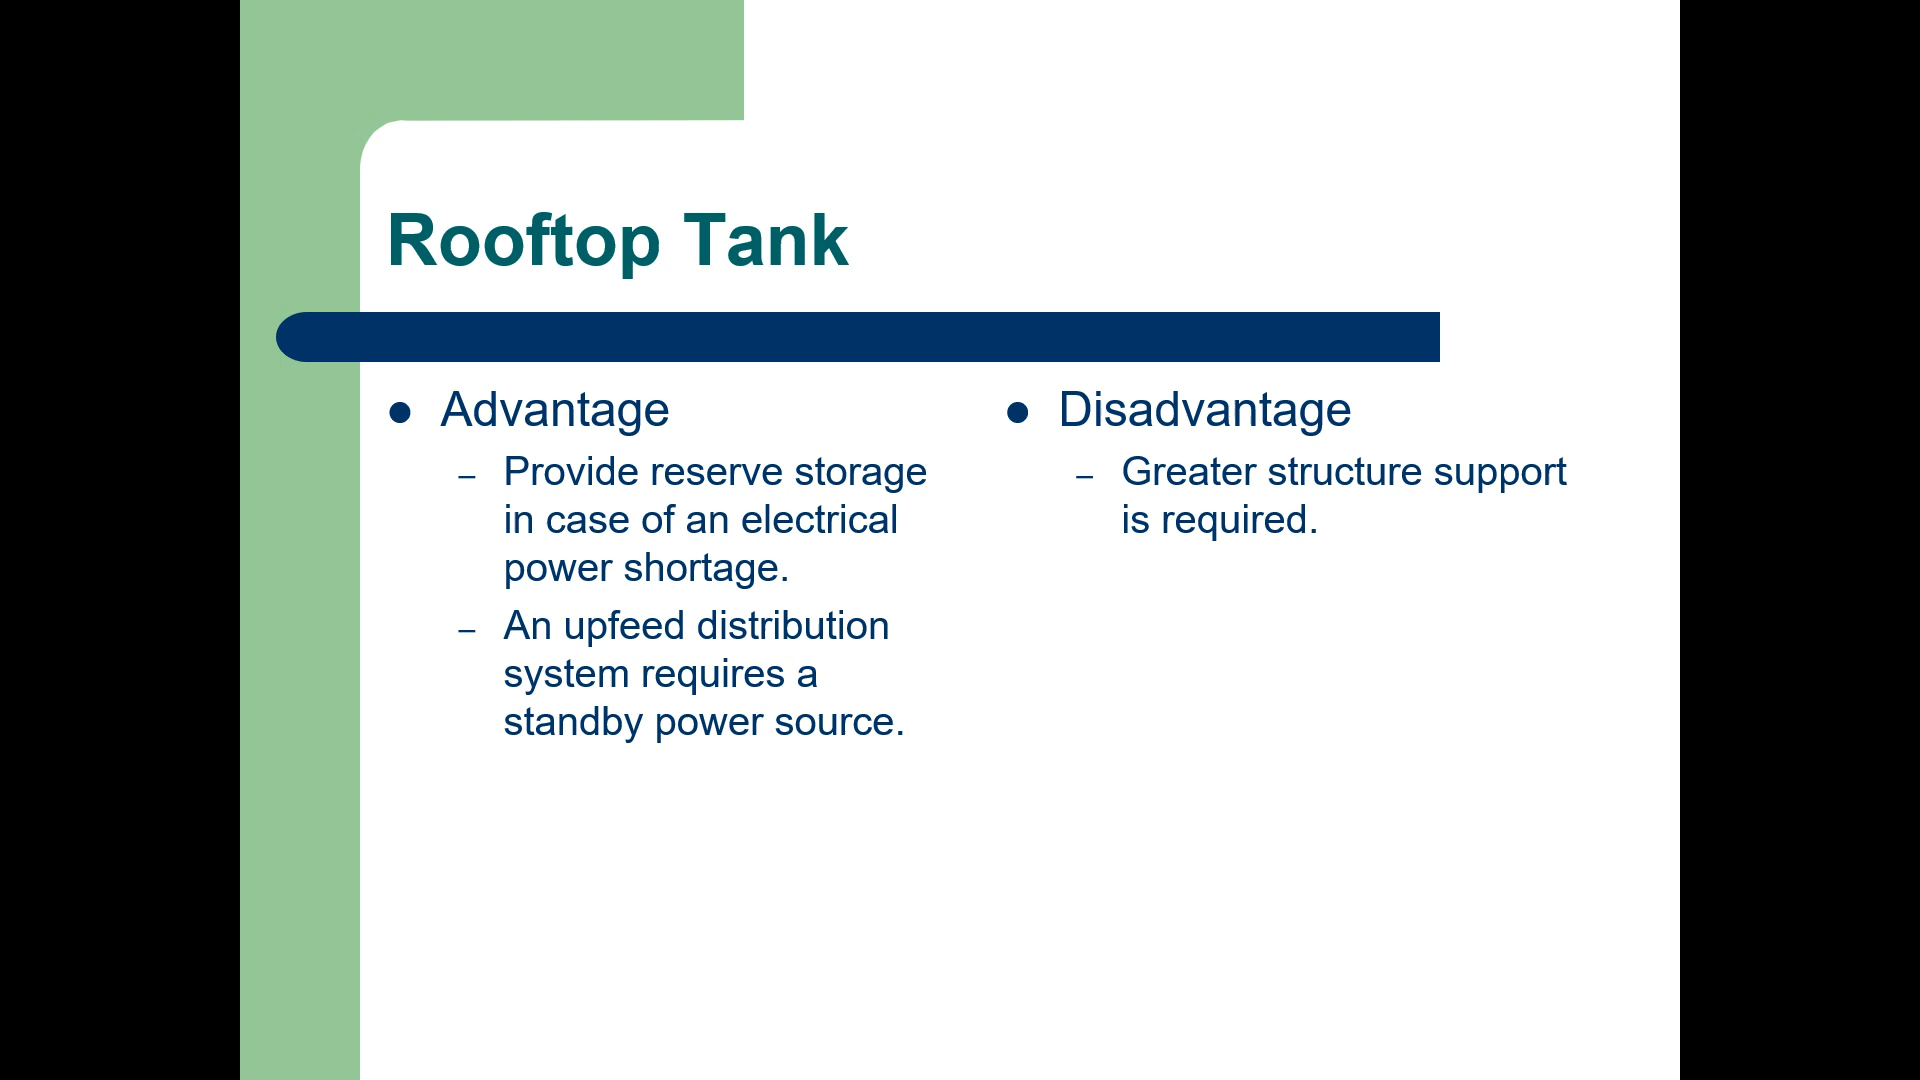 Rooftop Tank
● Advantage
– Provide reserve storage
in case of an electrical
power shortage.
– An upfeed distribution
system requires a
standby power source.
● Disadvantage
– Greater structure support
is required.